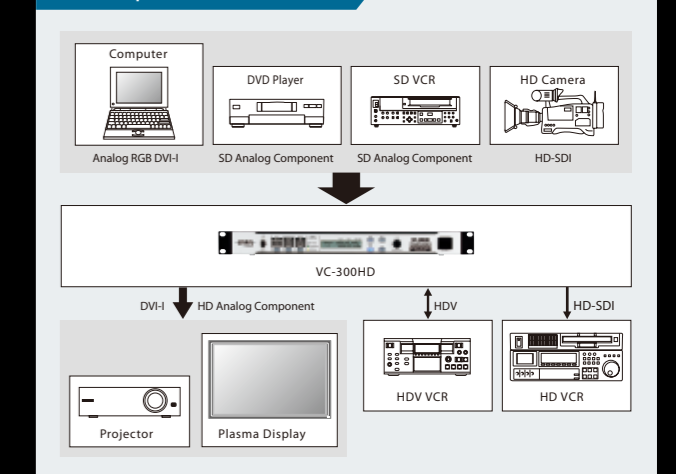 Computer
DVD Player
SD VCR
HD Camera
Analog RGB DVI-I
SD Analog Component
SD Analog Component
HD-SDI
VC-300HD
DVI-I
HD Analog Component
HDV
HD-SDI
Projector
Plasma Display
HDV VCR
HD VCR